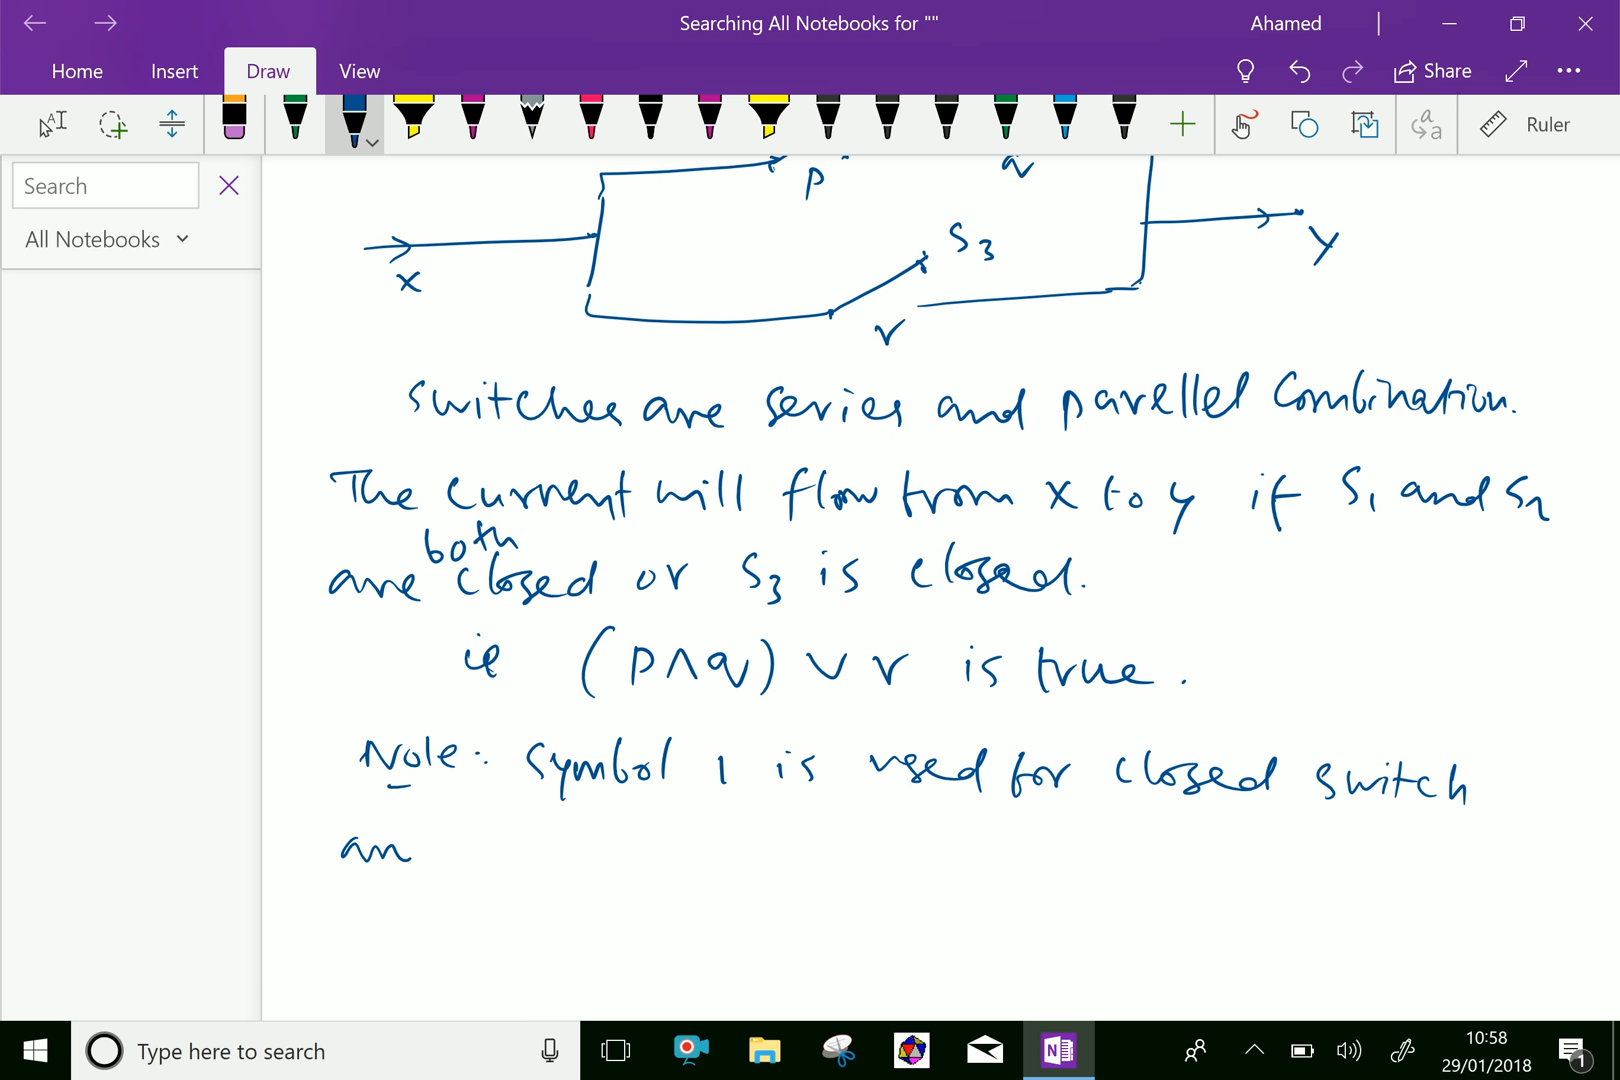 Searching All Notebooks for ""
Ahamed
Home Insert Draw View
Share
Ruler
Search
All Notebooks
p q
S3
x y
r
switches are series and parellel combination.
The current will flow from x to y if S1 and S2
both
are closed or S3 is closed.
ie (p∧q) ∨ r is true.
Note: Symbol 1 is used for closed switch
an
Type here to search
10:58
29/01/2018
1